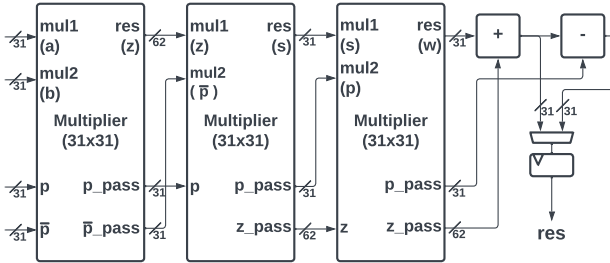 mul1
(a)
mul2
(b)
Multiplier
(31x31)
p
p̅
res
(z)
p_pass
p̅_pass
31
31
31
31
62
31
31
mul1
(z)
mul2
( p̅ )
Multiplier
(31x31)
p
res
(s)
p_pass
z_pass
31
31
62
mul1
(s)
mul2
(p)
Multiplier
(31x31)
z
res
(w)
p_pass
z_pass
31
31
62
+
-
31
31
res